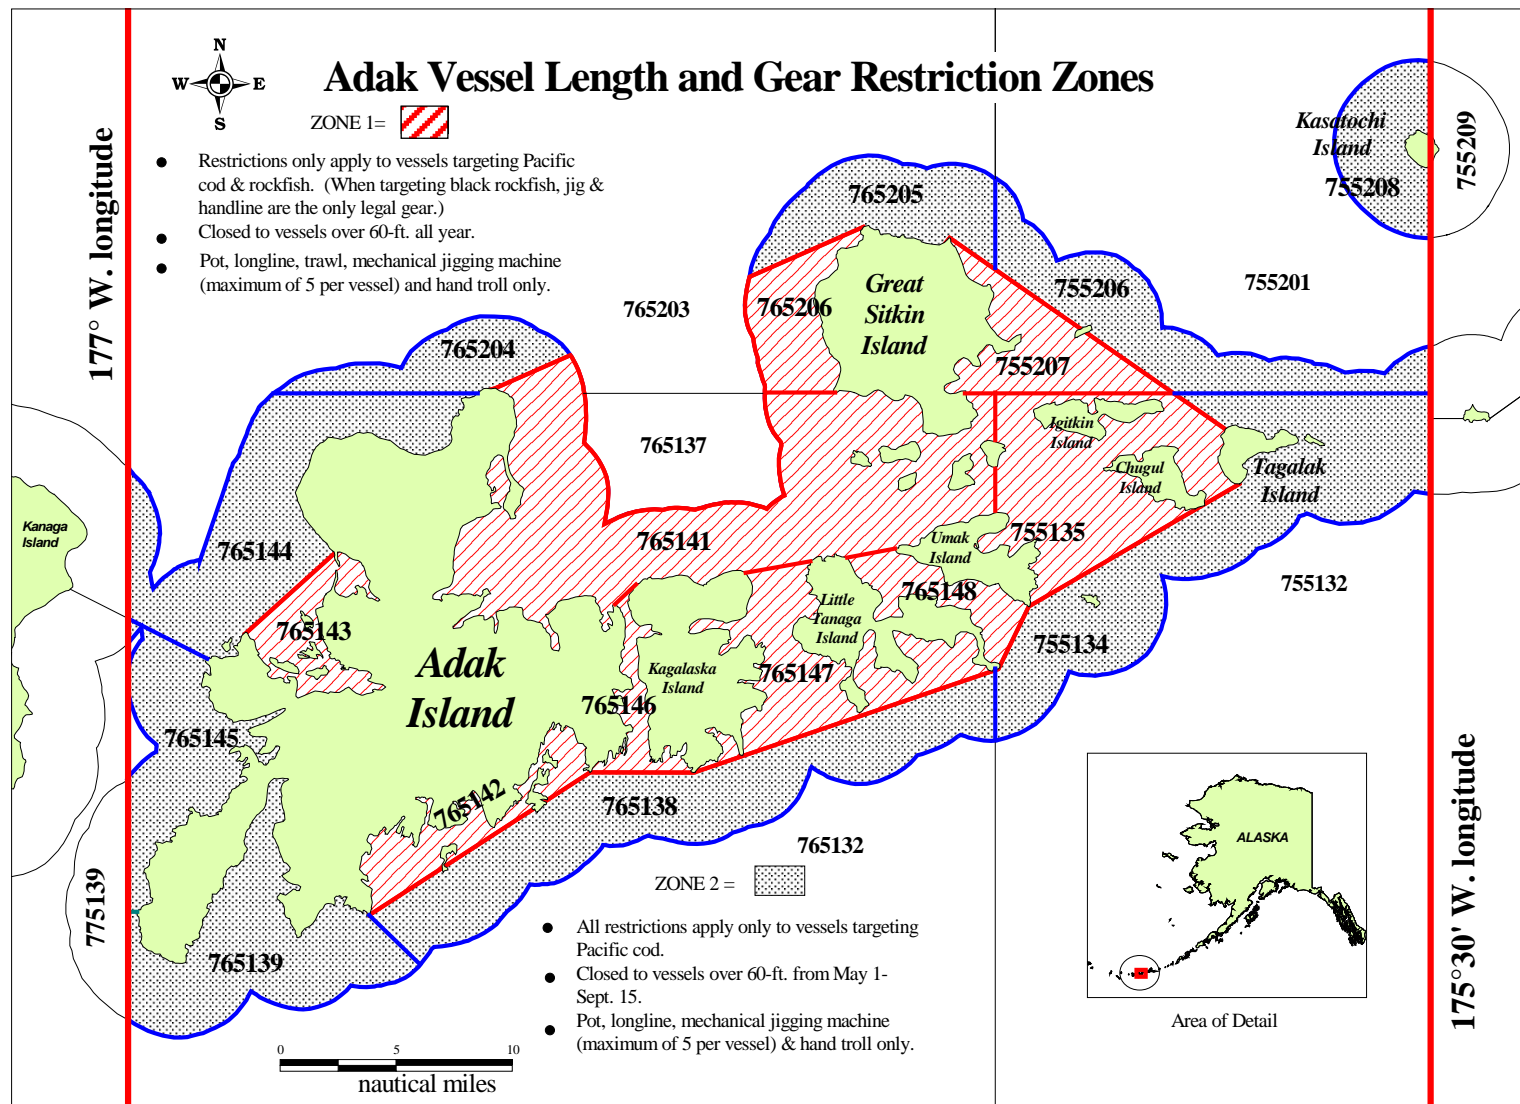 N
W
E
S
Adak Vessel Length and Gear Restriction Zones
ZONE 1=
● Restrictions only apply to vessels targeting Pacific
cod & rockfish. (When targeting black rockfish, jig &
handline are the only legal gear.)
● Closed to vessels over 60-ft. all year.
● Pot, longline, trawl, mechanical jigging machine
(maximum of 5 per vessel) and hand troll only.
177° W. longitude
Kasatochi
Island
755208
755209
765205
755206
755201
765203
765206
Great
Sitkin
Island
755207
765204
765137
Igitkin
Island
Chugul
Island
Tagalak
Island
Kanaga
Island
765144
765141
Umak
Island
755135
755132
765148
Little
Tanaga
Island
765143
755134
Adak
Island
Kagalaska
Island
765147
765146
765145
765142
765138
765132
775139
765139
ZONE 2 =
● All restrictions apply only to vessels targeting
Pacific cod.
● Closed to vessels over 60-ft. from May 1-
Sept. 15.
● Pot, longline, mechanical jigging machine
(maximum of 5 per vessel) & hand troll only.
0 5 10
nautical miles
ALASKA
Area of Detail
175°30' W. longitude